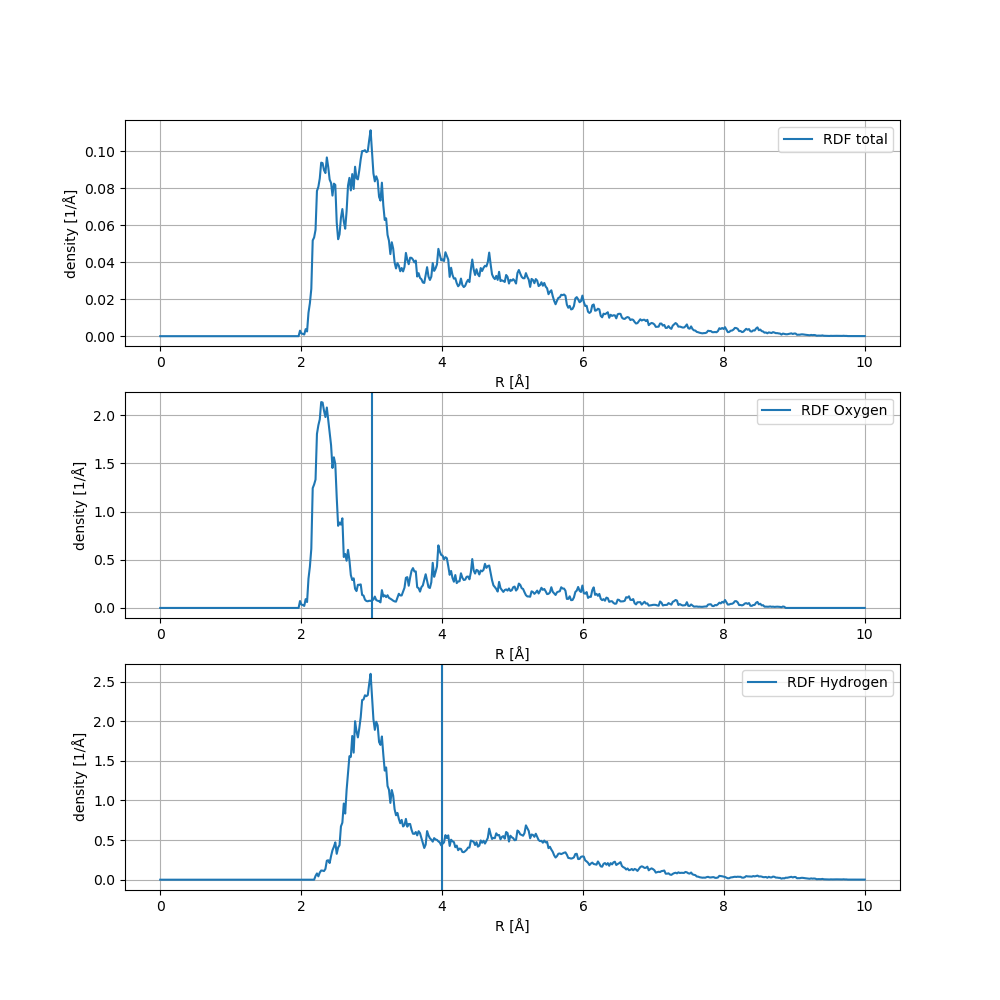 RDF total
density [1/Å]
0.10
0.08
0.06
0.04
0.02
0.00
0 2 4 6 8 10
R [Å]
RDF Oxygen
density [1/Å]
2.0
1.5
1.0
0.5
0.0
0 2 4 6 8 10
R [Å]
RDF Hydrogen
density [1/Å]
2.5
2.0
1.5
1.0
0.5
0.0
0 2 4 6 8 10
R [Å]